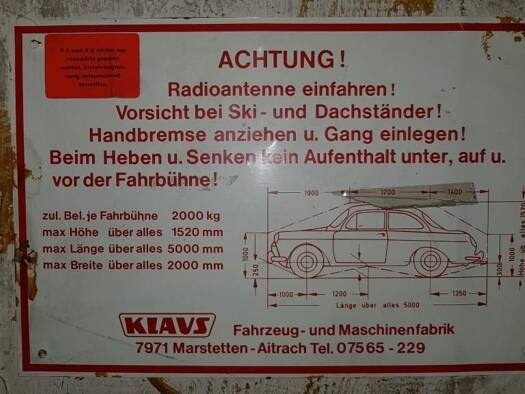 ACHTUNG!
Radioantenne einfahren!
Vorsicht bei Ski- und Dachständer!
Handbremse anziehen u. Gang einlegen!
Beim Heben u. Senken kein Aufenthalt unter, auf u.
vor der Fahrbühne!
zul. Bel. je Fahrbühne 2000 kg
max Höhe über alles 1520 mm
max Länge über alles 5000 mm
max Breite über alles 2000 mm
1900 1700 1400
1000 250
1000 300
1000 1200 1350
Länge über alles 5000
KLAUS Fahrzeug- und Maschinenfabrik
7971 Marstetten-Aitrach Tel. 07565-229